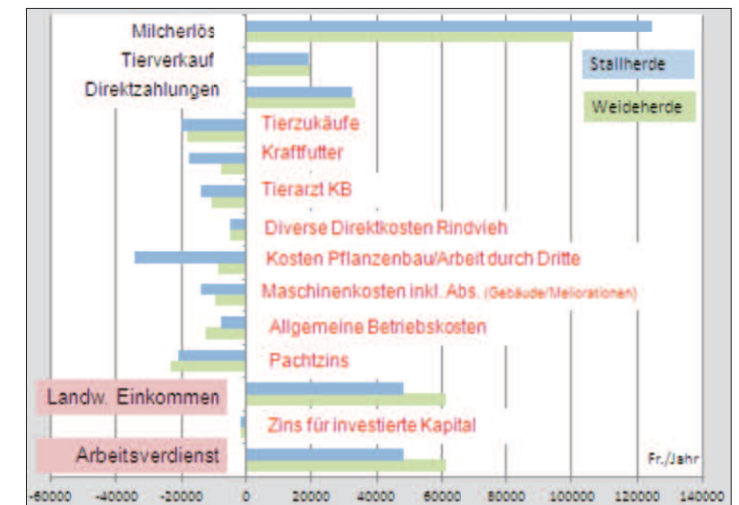 Milcherlös
Tierverkauf
Stallherde
Direktzahlungen
Weideherde
Tierzukäufe
Kraftfutter
Tierarzt KB
Diverse Direktkosten Rindvieh
Kosten Pflanzenbau/Arbeit durch Dritte
Maschinenkosten inkl. Abs. (Gebäude/Meliorationen)
Allgemeine Betriebskosten
Pachtzins
Landw. Einkommen
Zins für investierte Kapital
Arbeitsverdienst
Fr./Jahr
-60000 -40000 -20000 0 20000 40000 60000 80000 100000 120000 140000